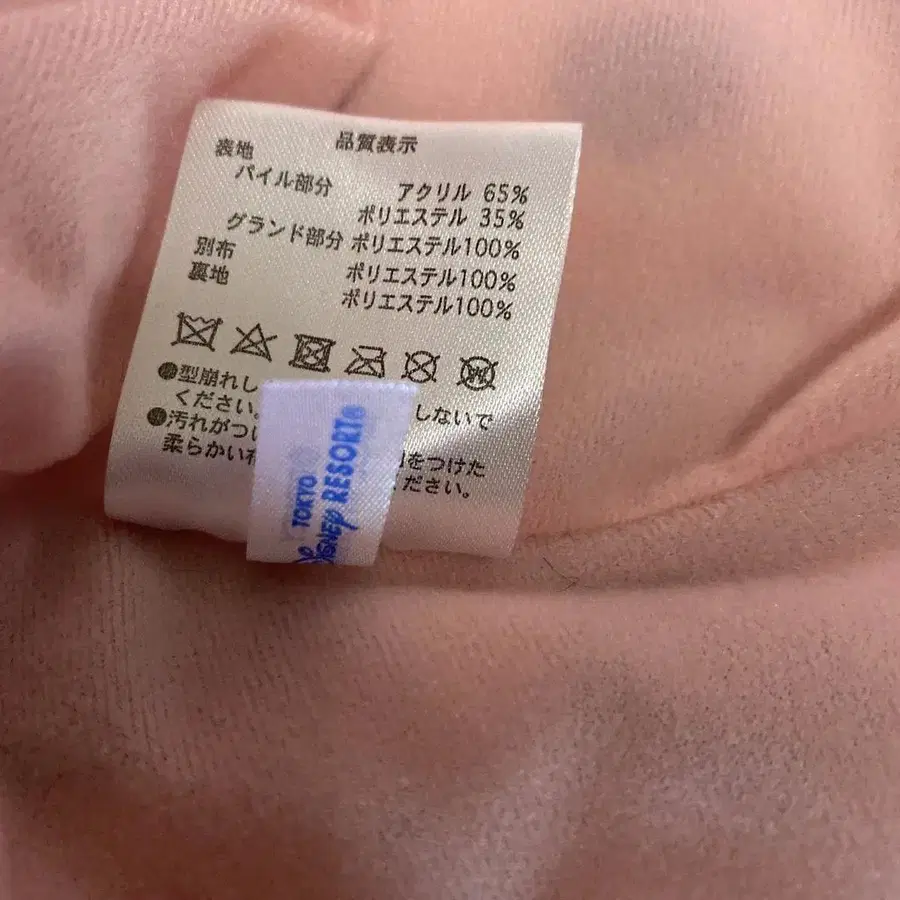 品質表示
表地
パイル部分 アクリル 65%
ポリエステル 35%
グランド部分 ポリエステル100%
別布 ポリエステル100%
裏地 ポリエステル100%
●型崩れし しないで
ください。
●汚れがつ
柔らかい をつけた
ください。
TOKYO
Disney RESORT®